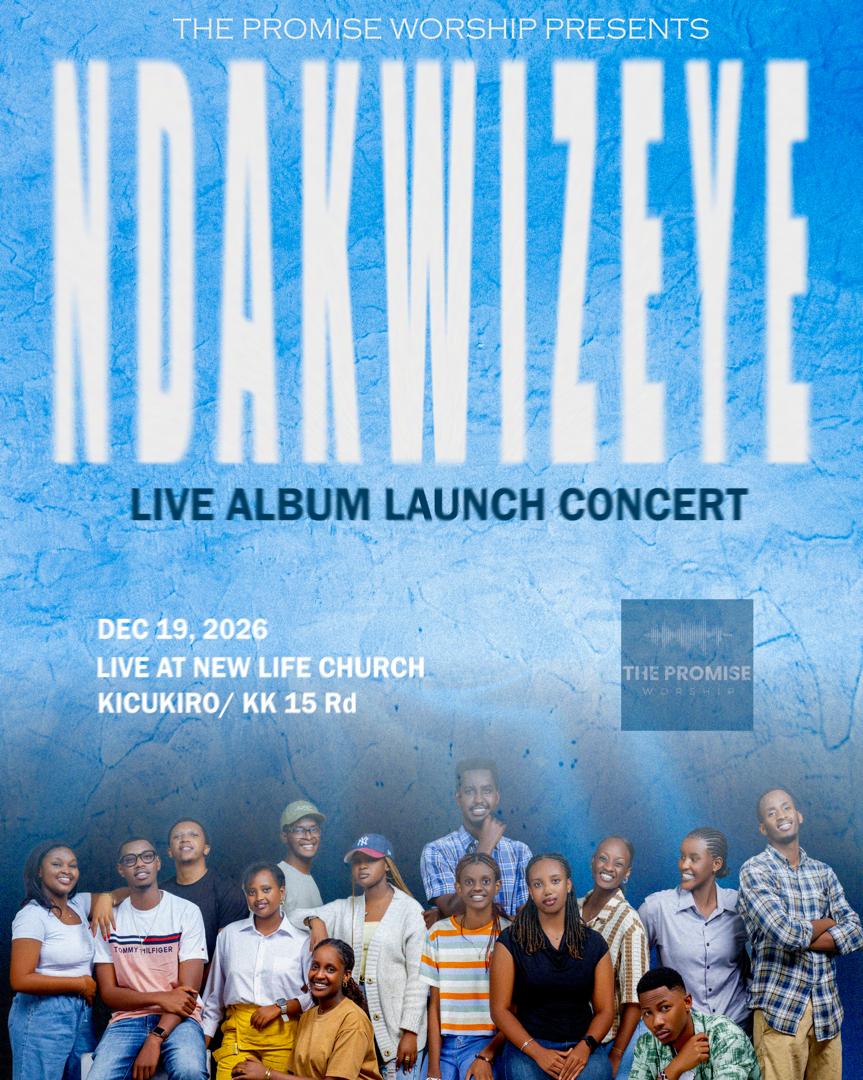 THE PROMISE WORSHIP PRESENTS
NDAKWIZEYE
LIVE ALBUM LAUNCH CONCERT
DEC 19, 2026
LIVE AT NEW LIFE CHURCH
KICUKIRO/ KK 15 Rd
THE PROMISE
WORSHIP
NY
TOMMY HILFIGER